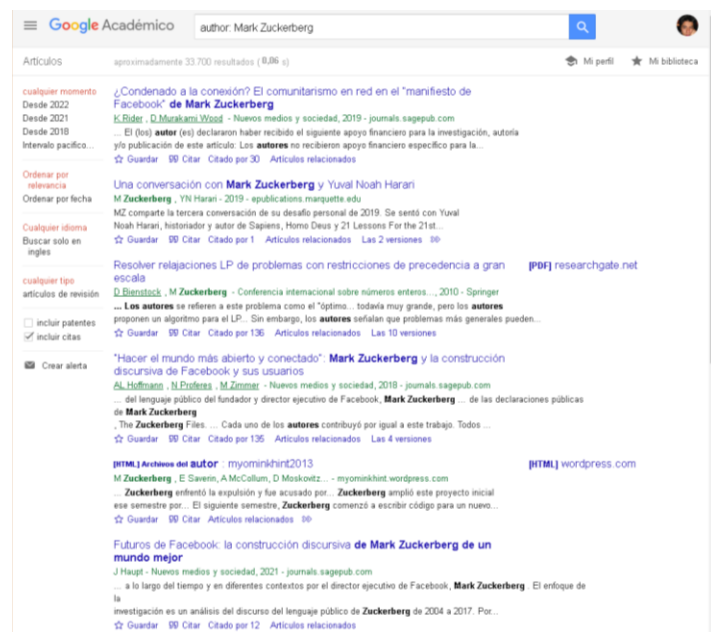 Google Académico
author: Mark Zuckerberg
Artículos
aproximadamente 33.700 resultados ( 0,06 s)
Mi perfil
Mi biblioteca
cualquier momento
Desde 2022
Desde 2021
Desde 2018
Intervalo pacífico...
Ordenar por
relevancia
Ordenar por fecha
Cualquier idioma
Buscar solo en
ingles
cualquier tipo
artículos de revisión
incluir patentes
incluir citas
Crear alerta
¿Condenado a la conexión? El comunitarismo en red en el "manifiesto de
Facebook" de Mark Zuckerberg
K Rider , D Murakami Wood - Nuevos medios y sociedad, 2019 - journals.sagepub.com
... El (los) autor (es) declararon haber recibido el siguiente apoyo financiero para la investigación, autoría
y/o publicación de este artículo: Los autores no recibieron apoyo financiero específico para la...
Guardar Citar Citado por 30 Artículos relacionados
Una conversación con Mark Zuckerberg y Yuval Noah Harari
M Zuckerberg , YN Harari - 2019 - epublications.marquette.edu
MZ comparte la tercera conversación de su desafío personal de 2019. Se sentó con Yuval
Noah Harari, historiador y autor de Sapiens, Homo Deus y 21 Lessons For the 21st...
Guardar Citar Citado por 1 Artículos relacionados Las 2 versiones
Resolver relajaciones LP de problemas con restricciones de precedencia a gran
escala
[PDF] researchgate.net
D Bienstock , M Zuckerberg - Conferencia internacional sobre números enteros..., 2010 - Springer
... Los autores se refieren a este problema como el "óptimo... todavía muy grande, pero los autores
proponen un algoritmo para el LP... Sin embargo, los autores señalan que problemas más generales pueden...
Guardar Citar Citado por 136 Artículos relacionados Las 10 versiones
"Hacer el mundo más abierto y conectado": Mark Zuckerberg y la construcción
discursiva de Facebook y sus usuarios
AL Hoffmann , N Proferes , M Zimmer - Nuevos medios y sociedad, 2018 - journals.sagepub.com
... del lenguaje público del fundador y director ejecutivo de Facebook, Mark Zuckerberg ... de las declaraciones públicas
de Mark Zuckerberg
, The Zuckerberg Files. ... Cada uno de los autores contribuyó por igual a este trabajo. Todos ...
Guardar Citar Citado por 135 Artículos relacionados Las 4 versiones
[HTML] Archivos del autor : myominkhint2013
[HTML] wordpress.com
M Zuckerberg , E Saverin, A McCollum, D Moskovitz... - myominkhint.wordpress.com
... Zuckerberg enfrentó la expulsión y fue acusado por... Zuckerberg amplió este proyecto inicial
ese semestre por... El siguiente semestre, Zuckerberg comenzó a escribir código para un nuevo...
Guardar Citar Artículos relacionados
Futuros de Facebook: la construcción discursiva de Mark Zuckerberg de un
mundo mejor
J Haupt - Nuevos medios y sociedad, 2021 - journals.sagepub.com
... a lo largo del tiempo y en diferentes contextos por el director ejecutivo de Facebook, Mark Zuckerberg . El enfoque de
la
investigación es un análisis del discurso del lenguaje público de Zuckerberg de 2004 a 2017. Por...
Guardar Citar Citado por 12 Artículos relacionados